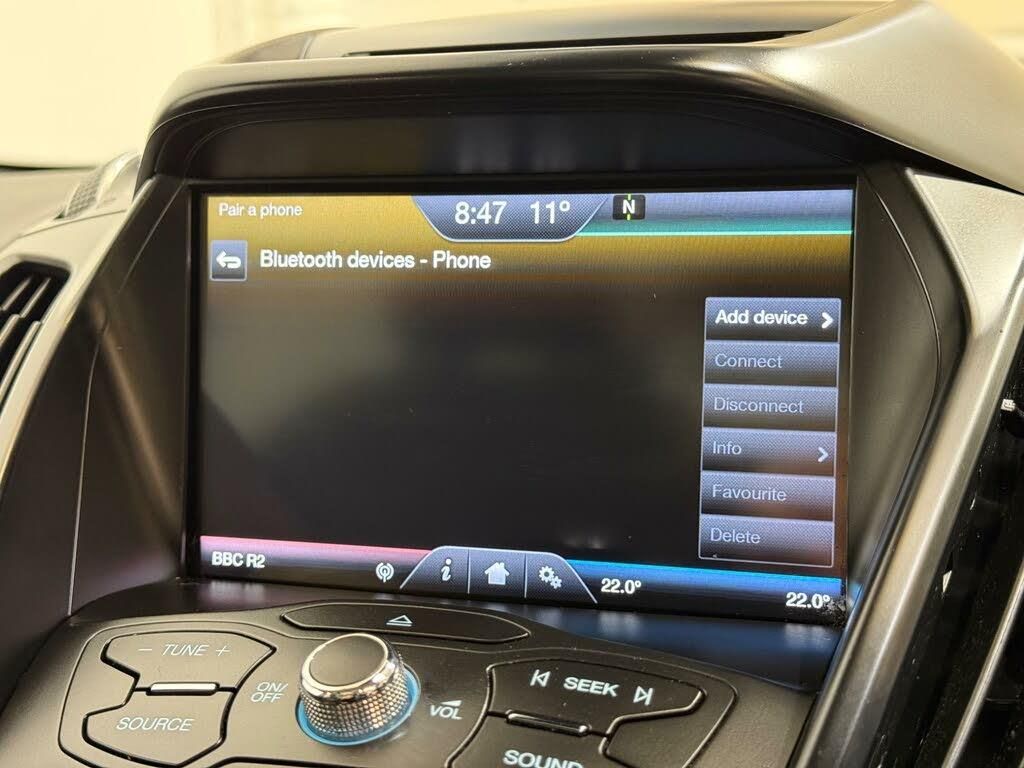 Pair a phone
8:47 11°
N
Bluetooth devices - Phone
Add device
Connect
Disconnect
Info
Favourite
Delete
BBC R2
i
22.0°
22.0°
− TUNE +
SOURCE
ON/
OFF
VOL
SEEK
SOUND